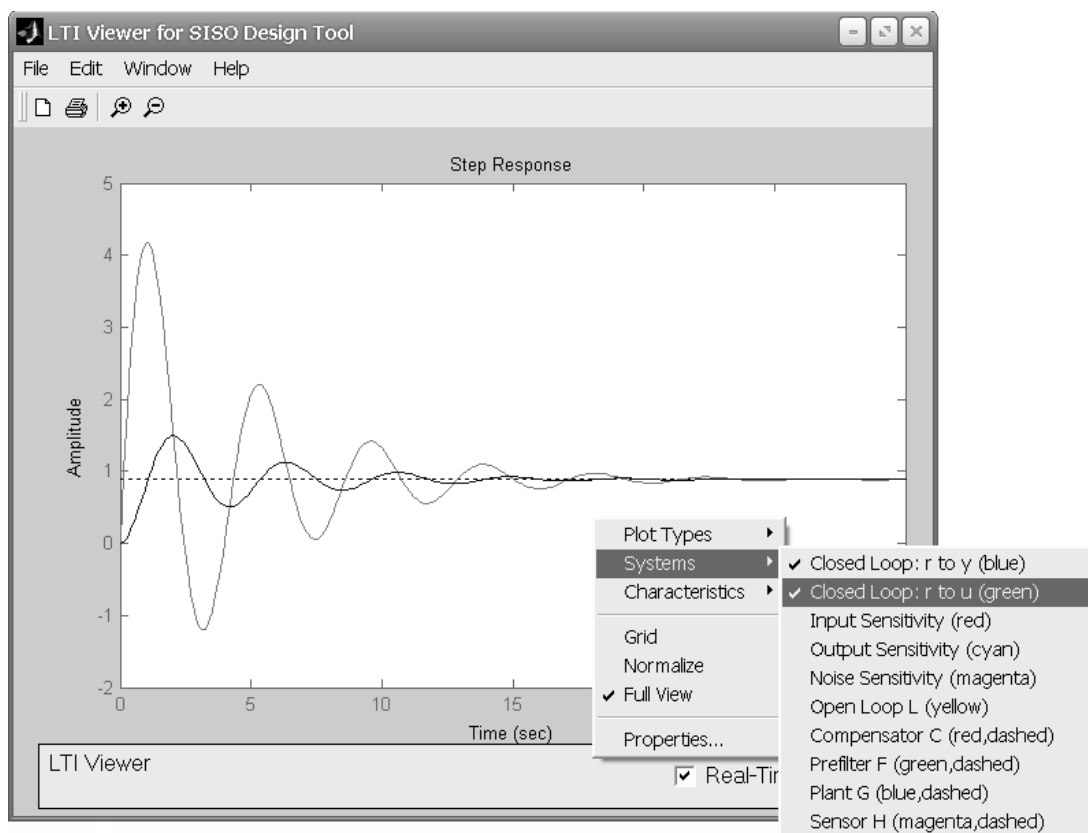 LTI Viewer for SISO Design Tool
File Edit Window Help
Step Response
5
4
3
2
1
0
-1
-2
Amplitude
0 5 10 15
Time (sec)
Plot Types
Systems
Characteristics
Grid
Normalize
Full View
Properties...
Closed Loop: r to y (blue)
Closed Loop: r to u (green)
Input Sensitivity (red)
Output Sensitivity (cyan)
Noise Sensitivity (magenta)
Open Loop L (yellow)
Compensator C (red,dashed)
Prefilter F (green,dashed)
Plant G (blue,dashed)
Sensor H (magenta,dashed)
LTI Viewer
Real-Tir